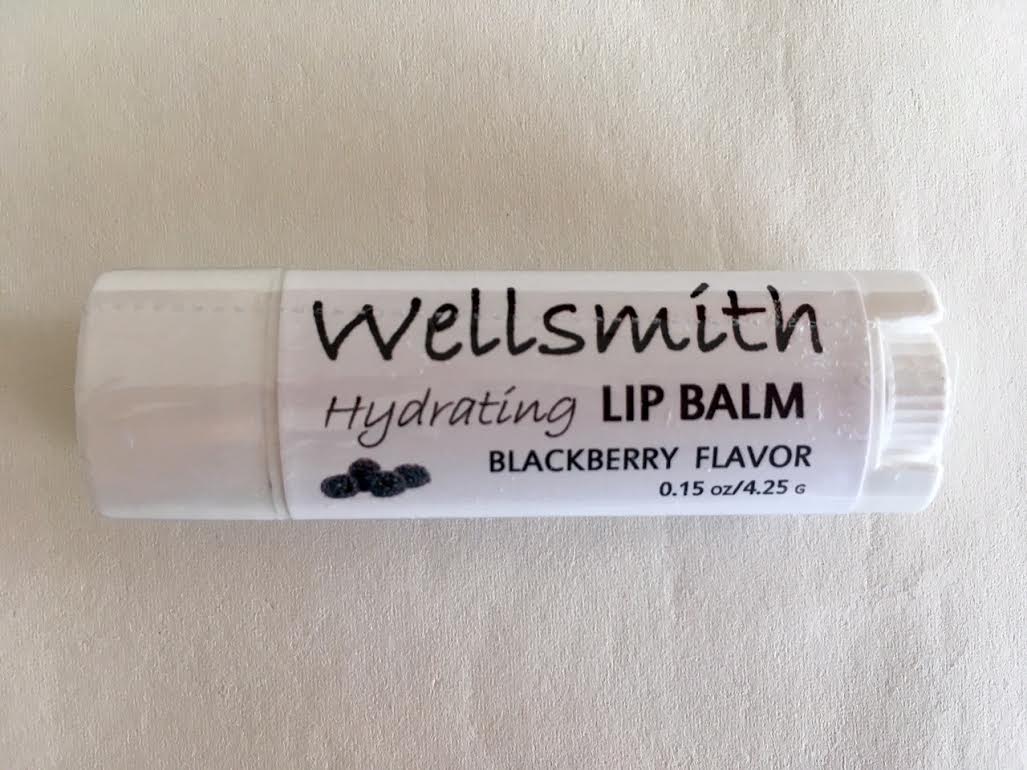 Wellsmith
Hydrating LIP BALM
BLACKBERRY FLAVOR
0.15 oz/4.25 G